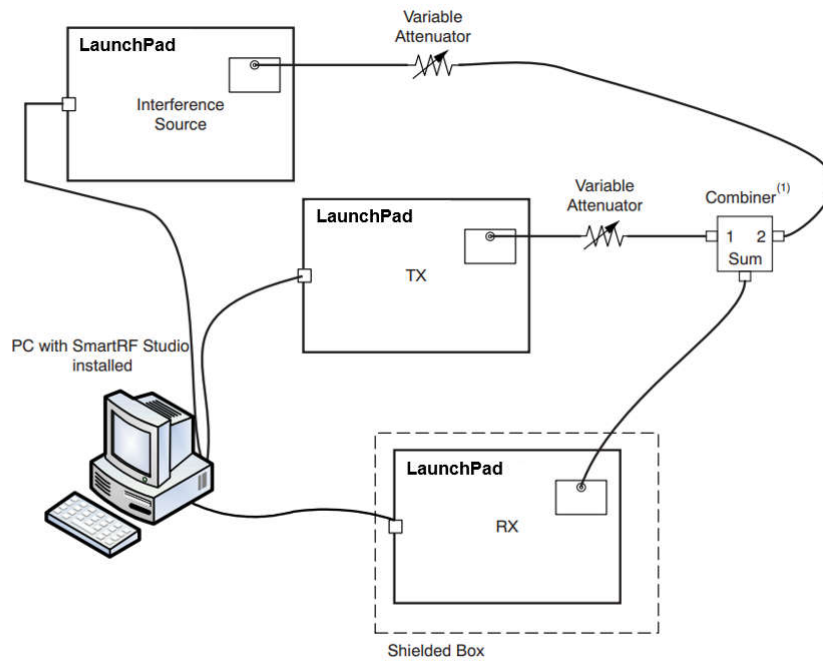 Variable
Attenuator
LaunchPad
Interference
Source
Variable
Attenuator
Combiner(1)
LaunchPad
1 2
Sum
TX
PC with SmartRF Studio
installed
LaunchPad
RX
Shielded Box